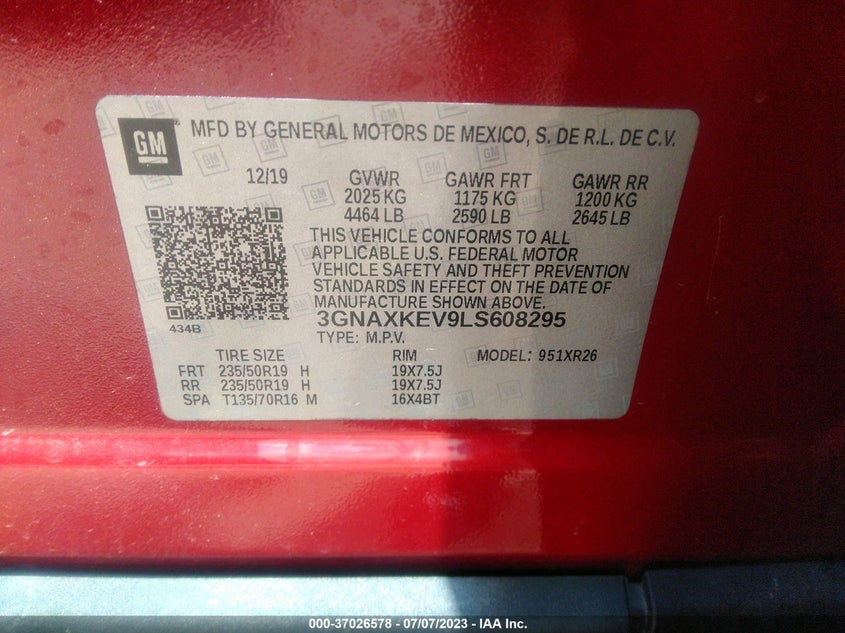 GM MFD BY GENERAL MOTORS DE MEXICO, S. DE R.L. DE C.V.
12/19 GVWR GAWR FRT GAWR RR
2025 KG 1175 KG 1200 KG
4464 LB 2590 LB 2645 LB
THIS VEHICLE CONFORMS TO ALL
APPLICABLE U.S. FEDERAL MOTOR
VEHICLE SAFETY AND THEFT PREVENTION
STANDARDS IN EFFECT ON THE DATE OF
MANUFACTURE SHOWN ABOVE.
434B 3GNAXKEV9LS608295
TYPE: M.P.V.
TIRE SIZE RIM MODEL: 951XR26
FRT 235/50R19 H 19X7.5J
RR 235/50R19 H 19X7.5J
SPA T135/70R16 M 16X4BT
000-37026578 - 07/07/2023 - IAA Inc.